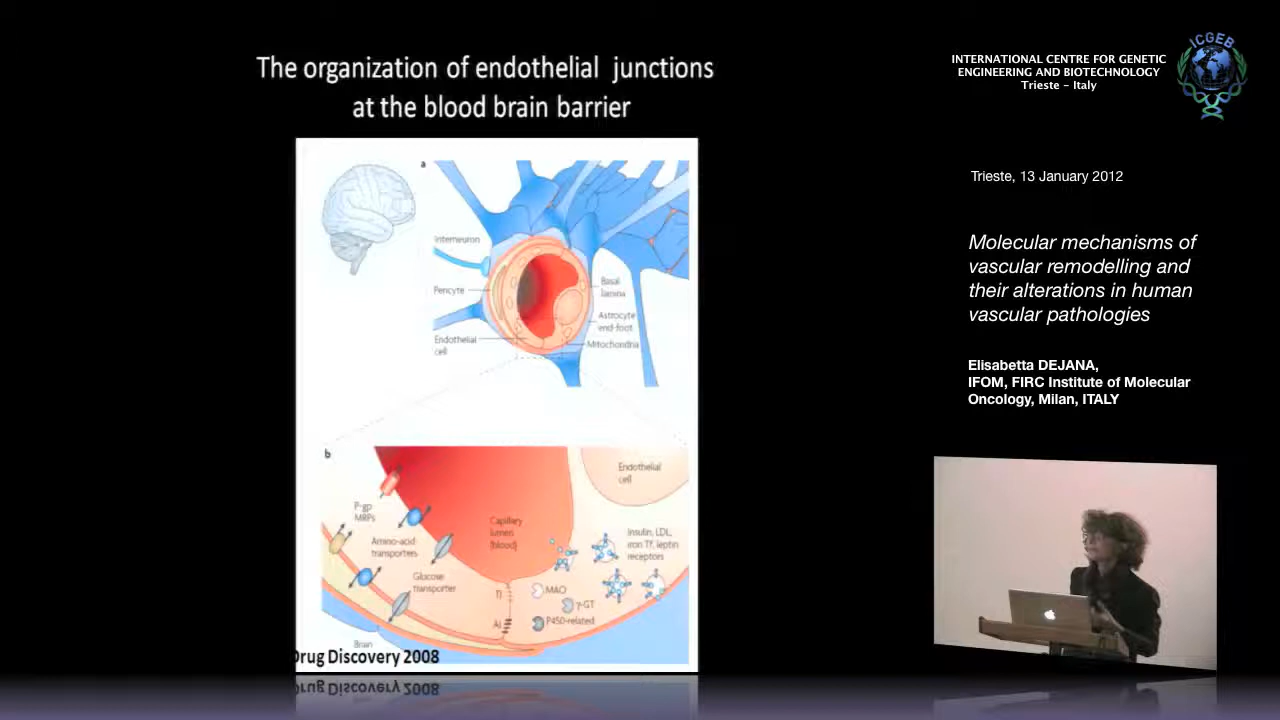 The organization of endothelial junctions
at the blood brain barrier
a
Interneuron
Pericyte
Endothelial
cell
Basal
lamina
Astrocyte
end-foot
Mitochondria
b
Endothelial
cell
P-gp
MRPs
Amino-acid
transporters
Glucose
transporter
Capillary
lumen
(blood)
Insulin, LDL,
iron Tf, leptin
receptors
TJ
MAO
γ-GT
AJ
P450-related
Brain
Drug Discovery 2008
INTERNATIONAL CENTRE FOR GENETIC
ENGINEERING AND BIOTECHNOLOGY
Trieste - Italy
ICGEB
Trieste, 13 January 2012
Molecular mechanisms of
vascular remodelling and
their alterations in human
vascular pathologies
Elisabetta DEJANA,
IFOM, FIRC Institute of Molecular
Oncology, Milan, ITALY